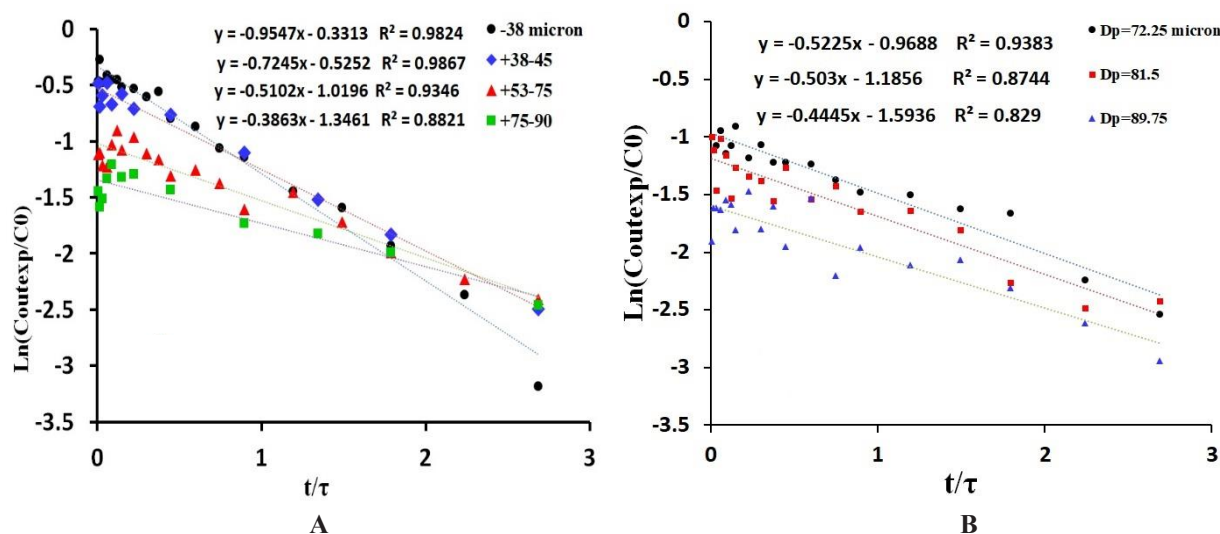 y = -0.9547x - 0.3313 R² = 0.9824
y = -0.7245x - 0.5252 R² = 0.9867
y = -0.5102x - 1.0196 R² = 0.9346
y = -0.3863x - 1.3461 R² = 0.8821
-38 micron
+38-45
+53-75
+75-90
0
-0.5
-1
-1.5
-2
-2.5
-3
-3.5
Ln(Coutexp/C0)
0 1 2 3
t/τ
A
y = -0.5225x - 0.9688 R² = 0.9383
y = -0.503x - 1.1856 R² = 0.8744
y = -0.4445x - 1.5936 R² = 0.829
Dp=72.25 micron
Dp=81.5
Dp=89.75
0
-0.5
-1
-1.5
-2
-2.5
-3
-3.5
Ln(Coutexp/C0)
0 1 2 3
t/τ
B